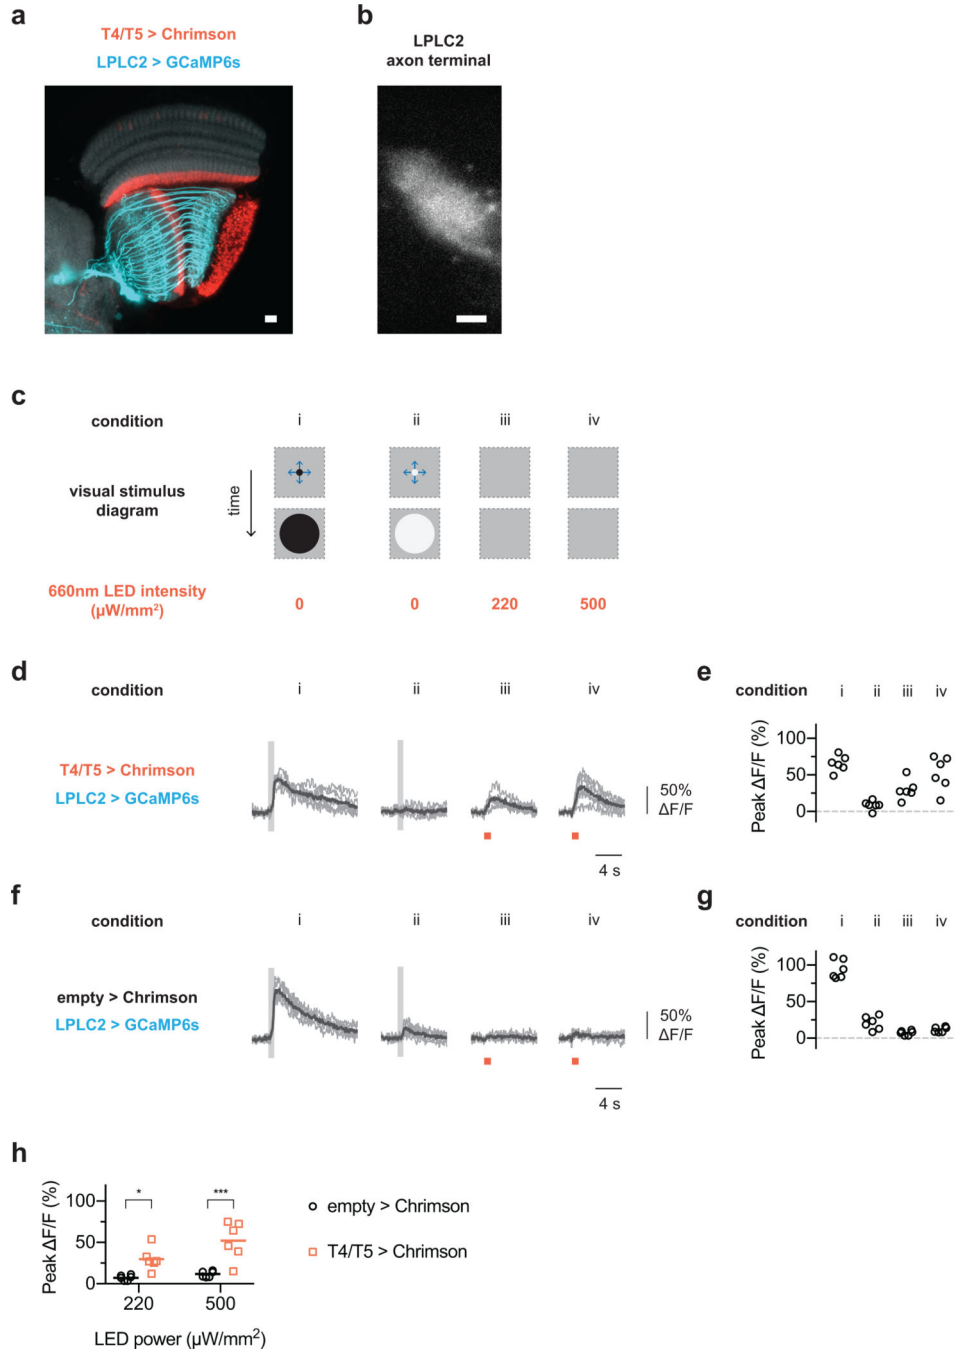 a
T4/T5 > Chrimson
LPLC2 > GCaMP6s
b
LPLC2
axon terminal
c
condition i ii iii iv
visual stimulus
diagram
time
660nm LED intensity
(µW/mm²)
0 0 220 500
d
condition i ii iii iv
T4/T5 > Chrimson
LPLC2 > GCaMP6s
50%
ΔF/F
4 s
e
condition i ii iii iv
Peak ΔF/F (%)
100
50
0
f
condition i ii iii iv
empty > Chrimson
LPLC2 > GCaMP6s
50%
ΔF/F
4 s
g
condition i ii iii iv
Peak ΔF/F (%)
100
50
0
h
Peak ΔF/F (%)
100
50
0
* ***
220 500
LED power (µW/mm²)
empty > Chrimson
T4/T5 > Chrimson